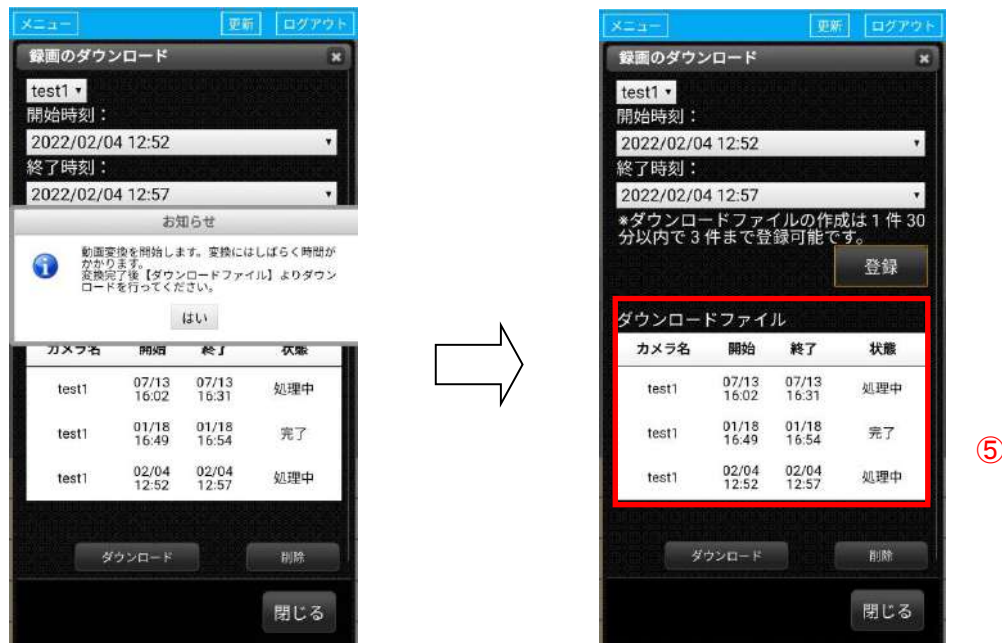 メニュー 更新 ログアウト
録画のダウンロード
test1
開始時刻：
2022/02/04 12:52
終了時刻：
2022/02/04 12:57
お知らせ
動画変換を開始します。変換にはしばらく時間が
かかります。
変換完了後【ダウンロードファイル】よりダウン
ロードを行ってください。
はい
カメラ名 開始 終了 状態
test1 07/13 16:02 07/13 16:31 処理中
test1 01/18 16:49 01/18 16:54 完了
test1 02/04 12:52 02/04 12:57 処理中
ダウンロード 削除
閉じる
メニュー 更新 ログアウト
録画のダウンロード
test1
開始時刻：
2022/02/04 12:52
終了時刻：
2022/02/04 12:57
*ダウンロードファイルの作成は1件30
分以内で3件まで登録可能です。
登録
ダウンロードファイル
カメラ名 開始 終了 状態
test1 07/13 16:02 07/13 16:31 処理中
test1 01/18 16:49 01/18 16:54 完了
test1 02/04 12:52 02/04 12:57 処理中
⑤
ダウンロード 削除
閉じる